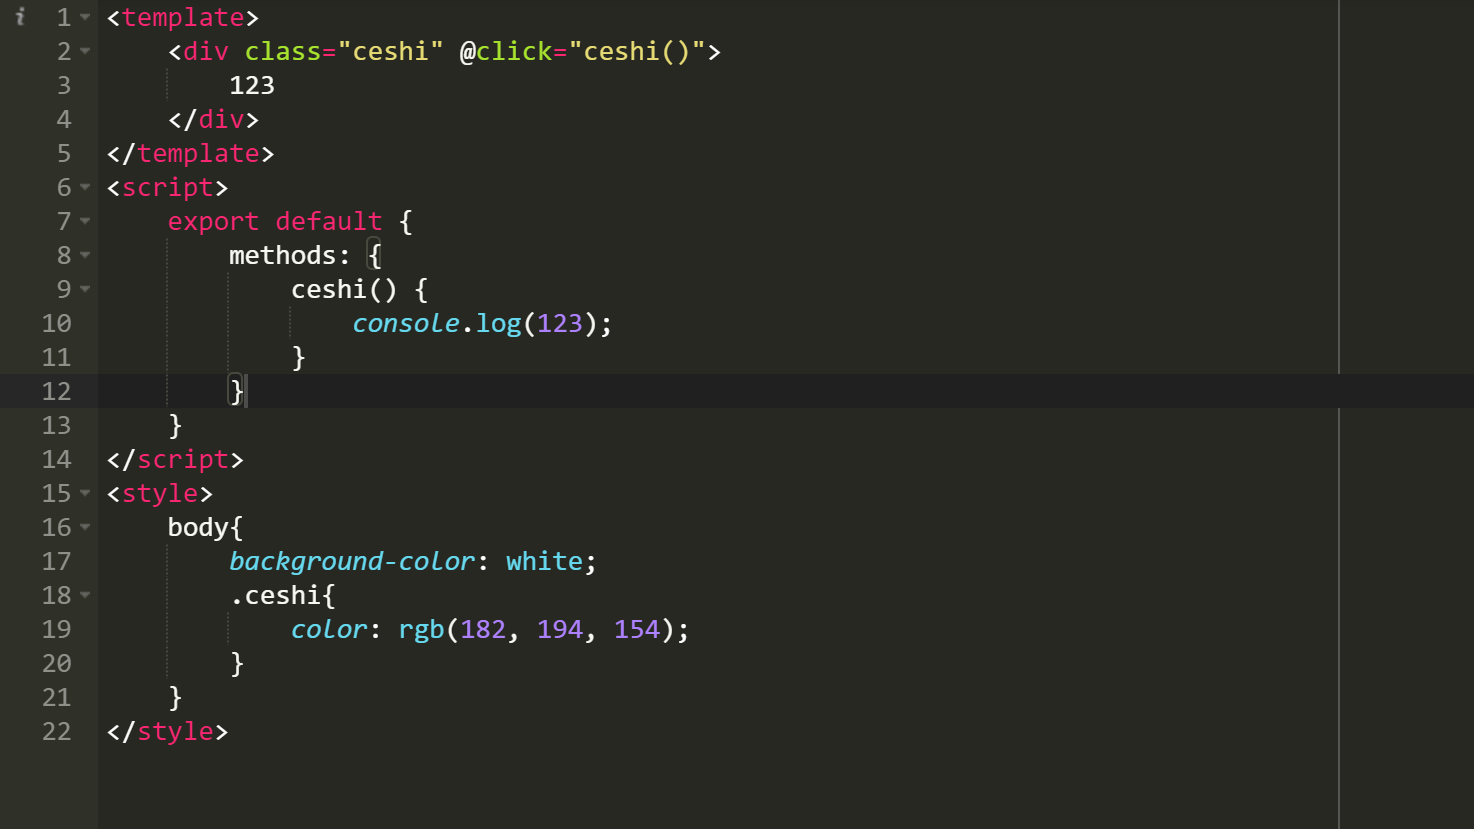 1 <template>
2     <div class="ceshi" @click="ceshi()">
3         123
4     </div>
5 </template>
6 <script>
7     export default {
8         methods: {
9             ceshi() {
10                 console.log(123);
11             }
12         }
13     }
14 </script>
15 <style>
16     body{
17         background-color: white;
18         .ceshi{
19             color: rgb(182, 194, 154);
20         }
21     }
22 </style>